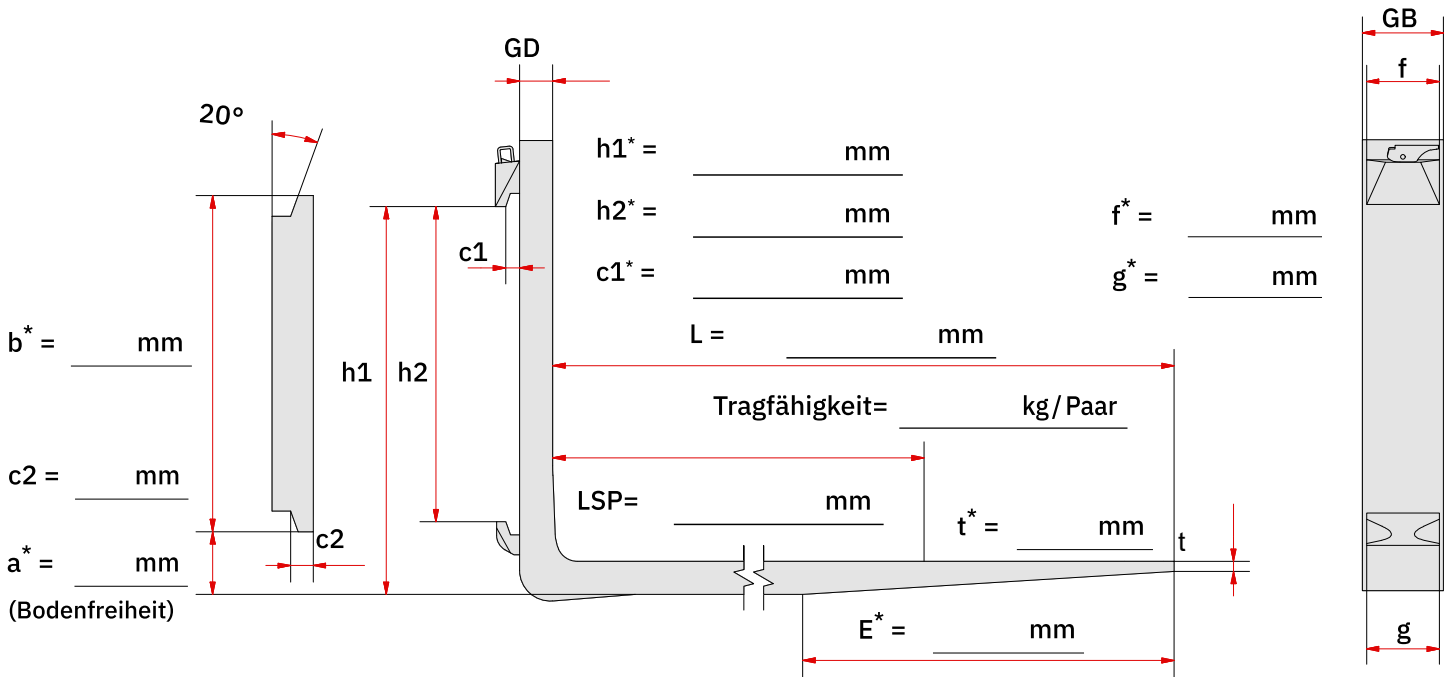 GB
GD
f
20°
h1* = mm
h2* = mm
f* = mm
c1
c1* = mm
g* = mm
b* = mm
L = mm
h1
h2
Tragfähigkeit= kg/Paar
c2 = mm
LSP= mm
t* = mm
t
c2
a* = mm
(Bodenfreiheit)
E* = mm
g